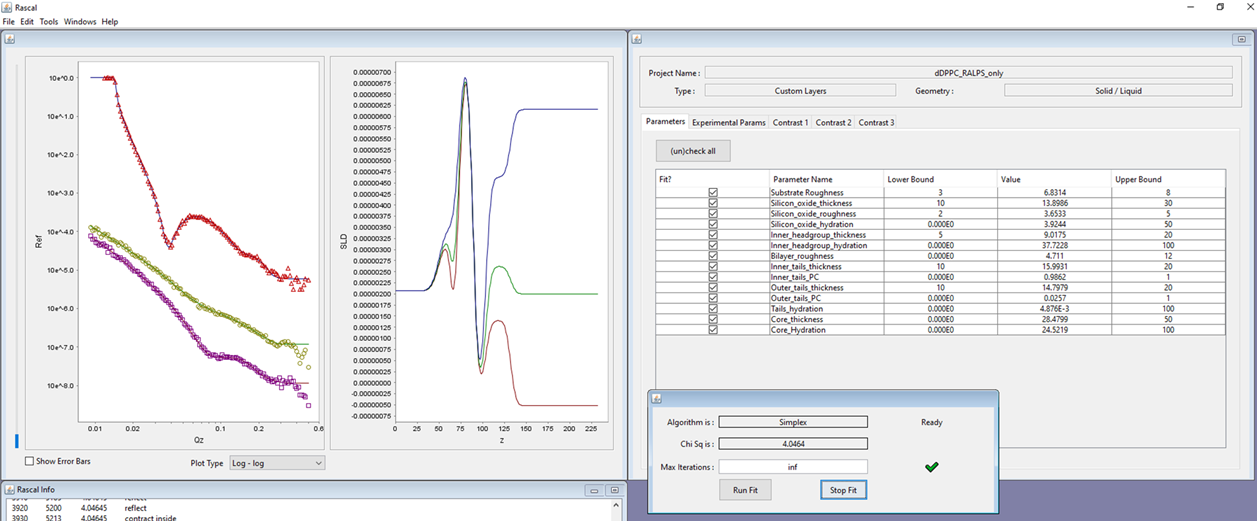 Rascal
File Edit Tools Windows Help
10e^0.0
10e^-1.0
10e^-2.0
10e^-3.0
10e^-4.0
10e^-5.0
10e^-6.0
10e^-7.0
10e^-8.0
Ref
0.01 0.02 0.1 0.2 0.6
Qz
0.00000700
0.00000675
0.00000650
0.00000625
0.00000600
0.00000575
0.00000550
0.00000525
0.00000500
0.00000475
0.00000450
0.00000425
0.00000400
0.00000375
0.00000350
0.00000325
0.00000300
0.00000275
0.00000250
0.00000225
0.00000200
0.00000175
0.00000150
0.00000125
0.00000100
0.00000075
0.00000050
0.00000025
0.00000000
-0.00000025
-0.00000050
-0.00000075
SLD
0 25 50 75 100 125 150 175 200 225
z
Show Error Bars
Plot Type Log - log
Project Name : dDPPC_RALPS_only
Type : Custom Layers Geometry : Solid / Liquid
Parameters Experimental Params Contrast 1 Contrast 2 Contrast 3
(un)check all
Fit? Parameter Name Lower Bound Value Upper Bound
Substrate Roughness 3 6.8314 8
Silicon_oxide_thickness 10 13.8986 30
Silicon_oxide_roughness 2 3.6533 5
Silicon_oxide_hydration 0.000E0 3.9244 50
Inner_headgroup_thickness 5 9.0175 20
Inner_headgroup_hydration 0.000E0 37.7228 100
Bilayer_roughness 2 4.711 12
Inner_tails_thickness 10 15.9931 20
Inner_tails_PC 0.000E0 0.9862 1
Outer_tails_thickness 10 14.7979 20
Outer_tails_PC 0.000E0 0.0257 1
Tails_hydration 0.000E0 4.876E-3 100
Core_thickness 0.000E0 28.4799 50
Core_Hydration 0.000E0 24.5219 100
Algorithm is : Simplex Ready
Chi Sq is : 4.0464
Max Iterations : inf
Run Fit Stop Fit
Rascal Info
3920 5200 4.04645 reflect
3930 5213 4.04645 contract inside